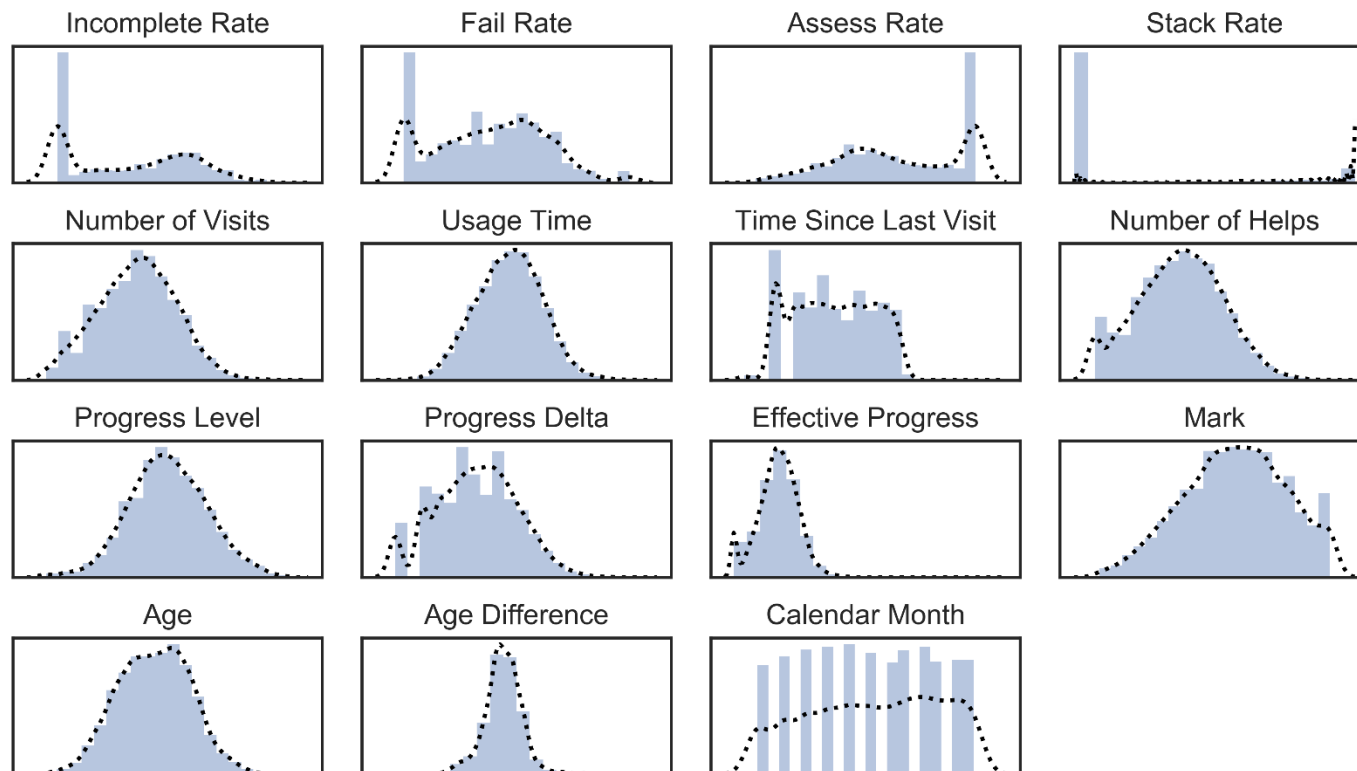 Incomplete Rate
Fail Rate
Assess Rate
Stack Rate
Number of Visits
Usage Time
Time Since Last Visit
Number of Helps
Progress Level
Progress Delta
Effective Progress
Mark
Age
Age Difference
Calendar Month